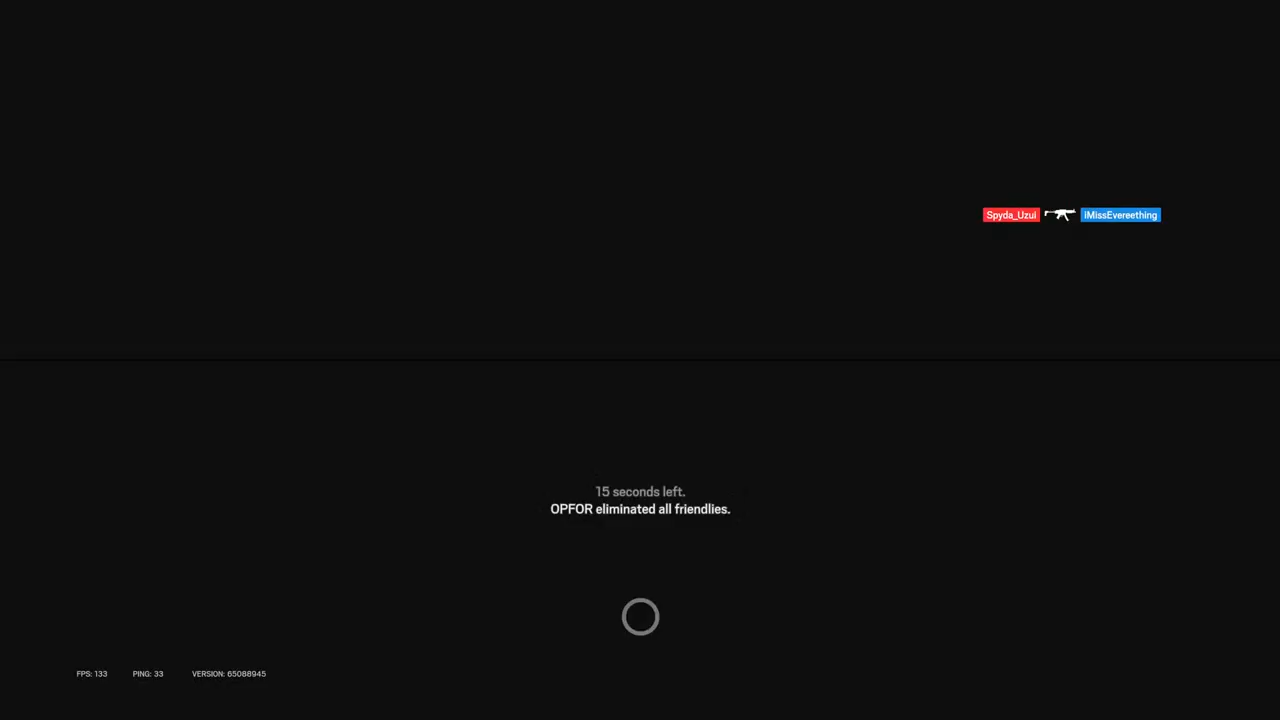 Spyda_Uzui iMissEvereething
15 seconds left.
OPFOR eliminated all friendlies.
FPS: 133 PING: 33 VERSION: 65088945